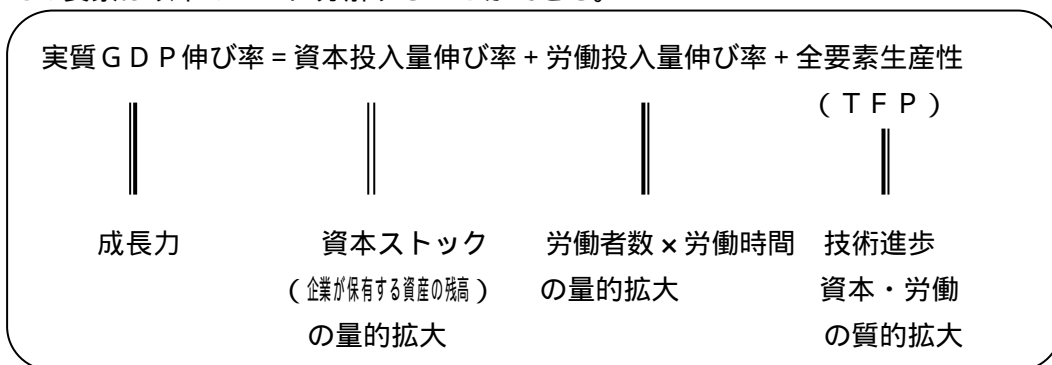 実質ＧＤＰ伸び率＝資本投入量伸び率＋労働投入量伸び率＋全要素生産性
（ＴＦＰ）
成長力 資本ストック 労働者数×労働時間 技術進歩
（企業が保有する資産の残高） の量的拡大 資本・労働
の量的拡大 の質的拡大